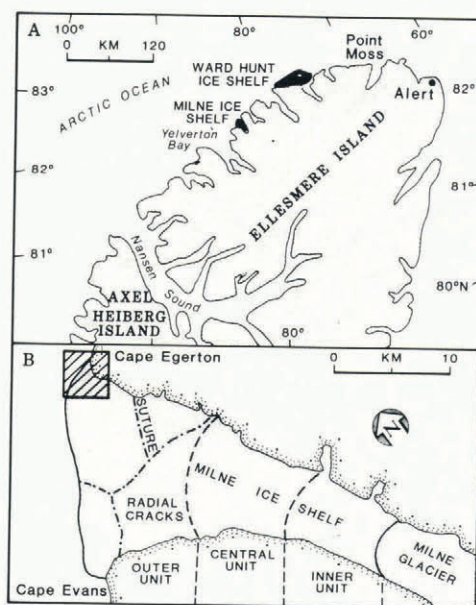 A
100°
80°
60°
0 KM 120
ARCTIC OCEAN
WARD HUNT
ICE SHELF
Point
Moss
Alert
83°
82°
MILNE ICE
SHELF
Yelverton
Bay
82°
81°
ELLESMERE ISLAND
81°
Nansen Sound
80°N
AXEL
HEIBERG
ISLAND
80°
B
Cape Egerton
0 KM 10
N
SUTURE
MILNE ICE SHELF
RADIAL
CRACKS
MILNE
GLACIER
OUTER
UNIT
CENTRAL
UNIT
INNER
UNIT
Cape Evans